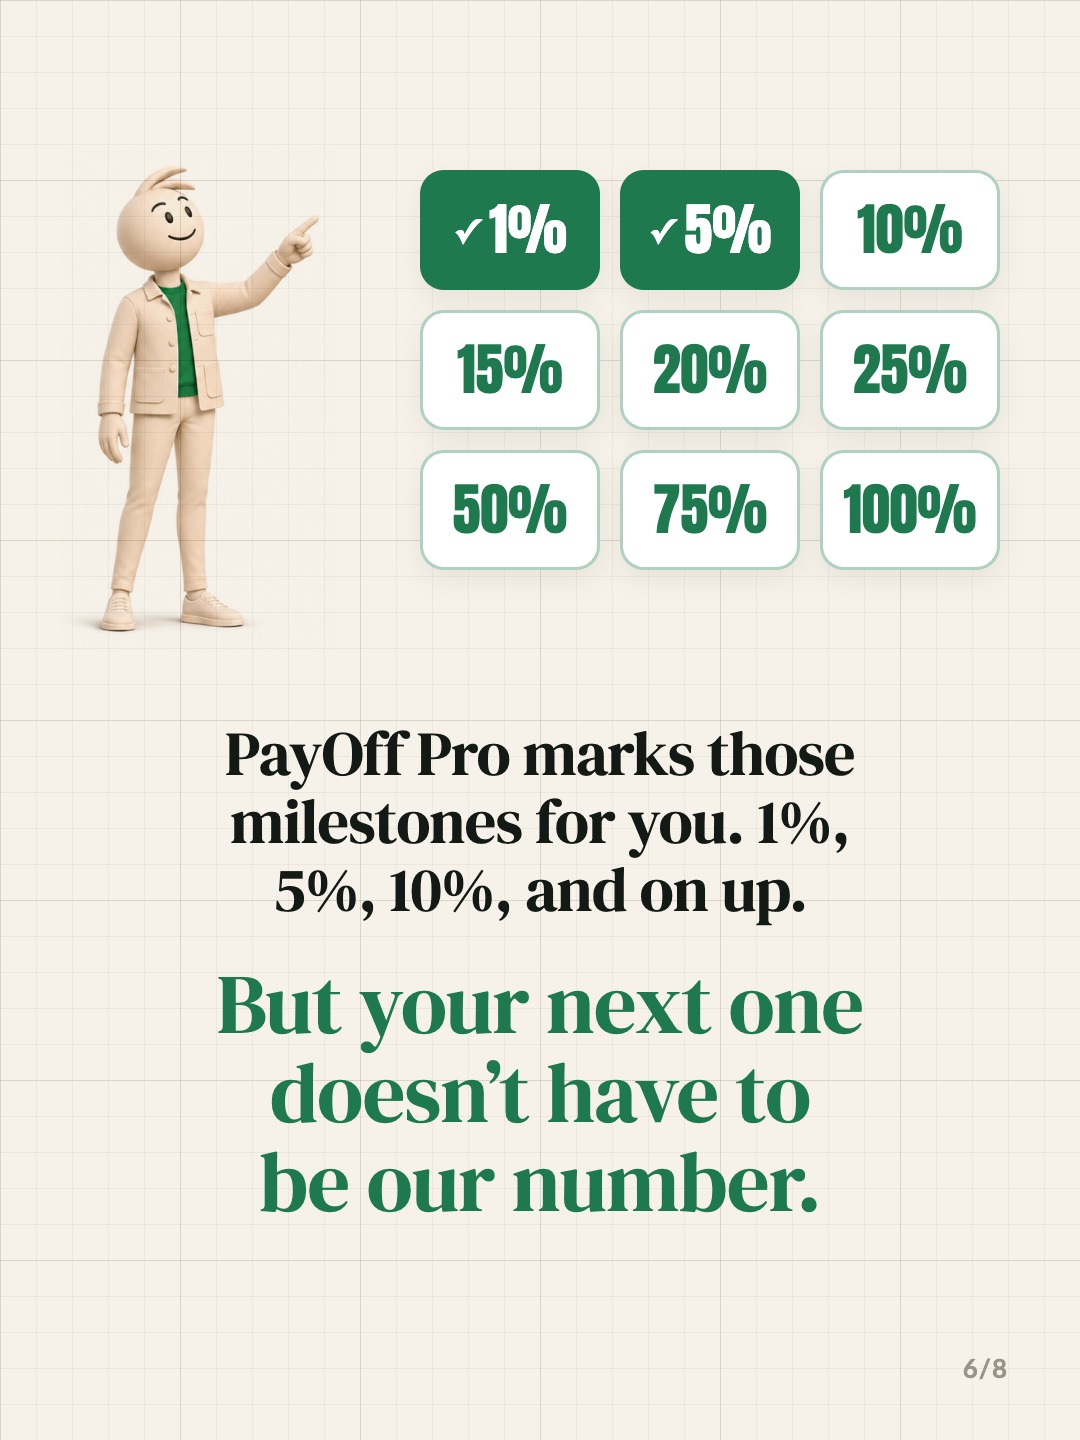 ✓1% ✓5% 10%
15% 20% 25%
50% 75% 100%
PayOff Pro marks those
milestones for you. 1%,
5%, 10%, and on up.
But your next one
doesn’t have to
be our number.
6/8